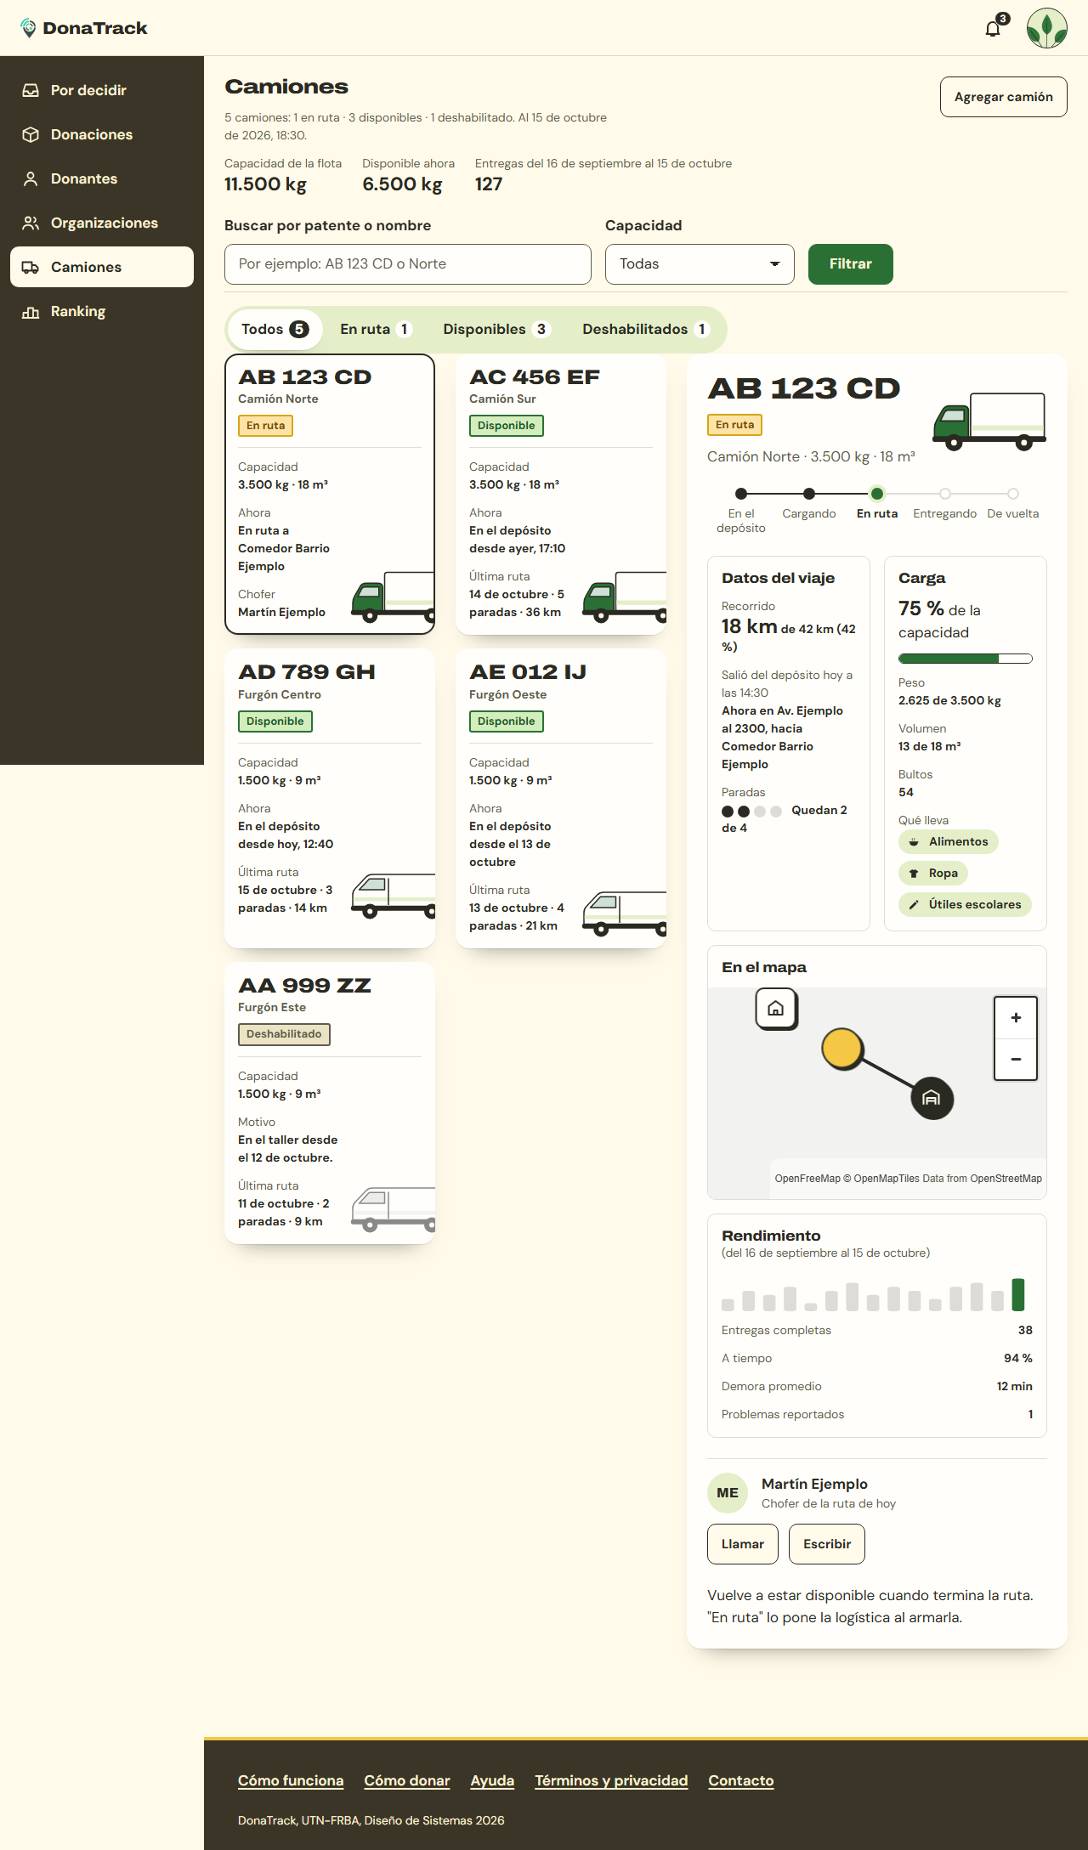 DonaTrack
3
Por decidir
Donaciones
Donantes
Organizaciones
Camiones
Ranking
Camiones
5 camiones: 1 en ruta · 3 disponibles · 1 deshabilitado. Al 15 de octubre
de 2026, 18:30.
Agregar camión
Capacidad de la flota
11.500 kg
Disponible ahora
6.500 kg
Entregas del 16 de septiembre al 15 de octubre
127
Buscar por patente o nombre
Por ejemplo: AB 123 CD o Norte
Capacidad
Todas
Filtrar
Todos 5
En ruta 1
Disponibles 3
Deshabilitados 1
AB 123 CD
Camión Norte
En ruta
Capacidad
3.500 kg · 18 m³
Ahora
En ruta a
Comedor Barrio
Ejemplo
Chofer
Martín Ejemplo
AC 456 EF
Camión Sur
Disponible
Capacidad
3.500 kg · 18 m³
Ahora
En el depósito
desde ayer, 17:10
Última ruta
14 de octubre · 5
paradas · 36 km
AD 789 GH
Furgón Centro
Disponible
Capacidad
1.500 kg · 9 m³
Ahora
En el depósito
desde hoy, 12:40
Última ruta
15 de octubre · 3
paradas · 14 km
AE 012 IJ
Furgón Oeste
Disponible
Capacidad
1.500 kg · 9 m³
Ahora
En el depósito
desde el 13 de
octubre
Última ruta
13 de octubre · 4
paradas · 21 km
AA 999 ZZ
Furgón Este
Deshabilitado
Capacidad
1.500 kg · 9 m³
Motivo
En el taller desde
el 12 de octubre.
Última ruta
11 de octubre · 2
paradas · 9 km
AB 123 CD
En ruta
Camión Norte · 3.500 kg · 18 m³
En el
depósito
Cargando
En ruta
Entregando
De vuelta
Datos del viaje
Recorrido
18 km de 42 km (42
%)
Salió del depósito hoy a
las 14:30
Ahora en Av. Ejemplo
al 2300, hacia
Comedor Barrio
Ejemplo
Paradas
Quedan 2
de 4
Carga
75 % de la
capacidad
Peso
2.625 de 3.500 kg
Volumen
13 de 18 m³
Bultos
54
Qué lleva
Alimentos
Ropa
Útiles escolares
En el mapa
+
−
OpenFreeMap © OpenMapTiles Data from OpenStreetMap
Rendimiento
(del 16 de septiembre al 15 de octubre)
Entregas completas 38
A tiempo 94 %
Demora promedio 12 min
Problemas reportados 1
ME
Martín Ejemplo
Chofer de la ruta de hoy
Llamar
Escribir
Vuelve a estar disponible cuando termina la ruta.
"En ruta" lo pone la logística al armarla.
Cómo funciona
Cómo donar
Ayuda
Términos y privacidad
Contacto
DonaTrack, UTN-FRBA, Diseño de Sistemas 2026